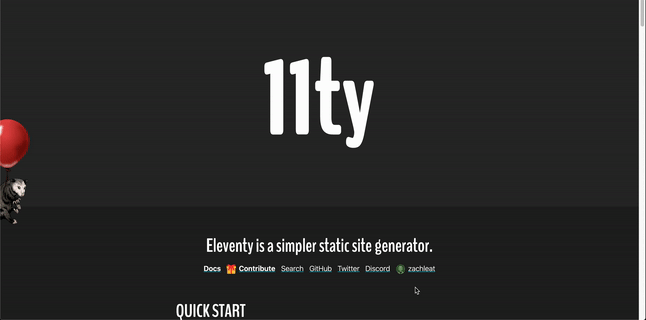 11ty
Eleventy is a simpler static site generator.
Docs Contribute Search GitHub Twitter Discord zachleat
QUICK START